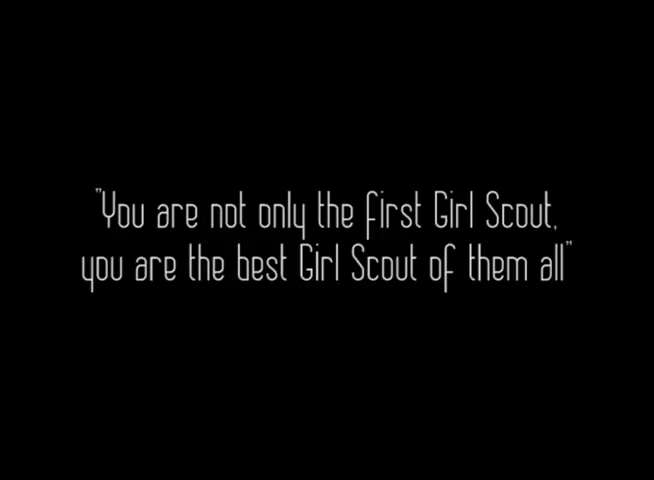 "You are not only the first Girl Scout,
you are the best Girl Scout of them all"